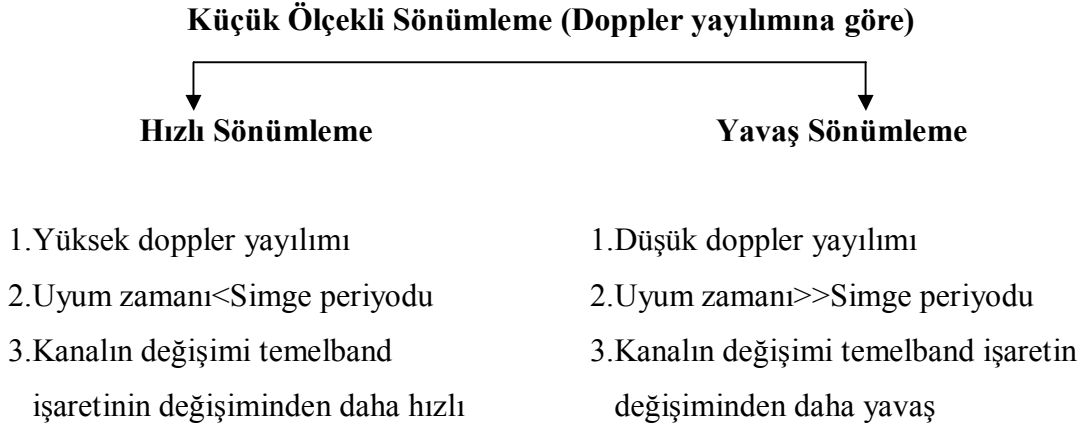 Küçük Ölçekli Sönümleme (Doppler yayılımına göre)
Hızlı Sönümleme
1.Yüksek doppler yayılımı
2.Uyum zamanı<Simge periyodu
3.Kanalın değişimi temelband
işaretinin değişiminden daha hızlı
Yavaş Sönümleme
1.Düşük doppler yayılımı
2.Uyum zamanı>>Simge periyodu
3.Kanalın değişimi temelband işaretin
değişiminden daha yavaş